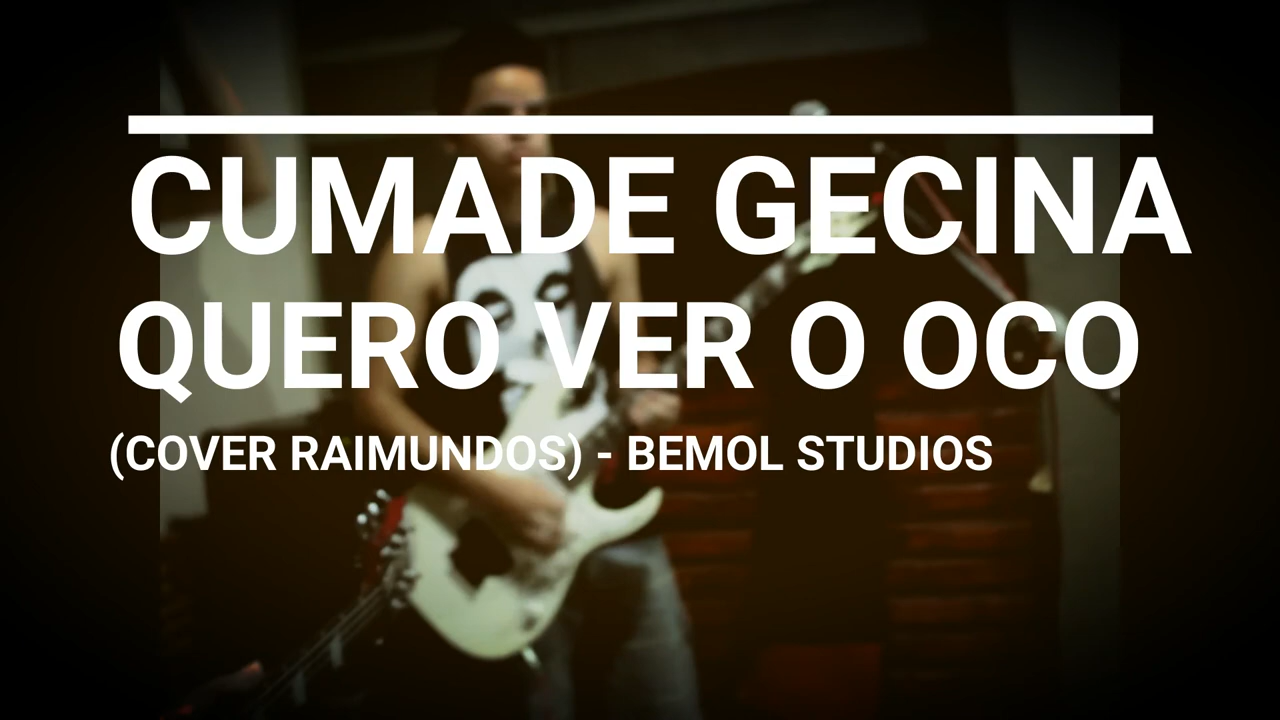 CUMADE GECINA
QUERO VER O OCO
(COVER RAIMUNDOS) - BEMOL STUDIOS